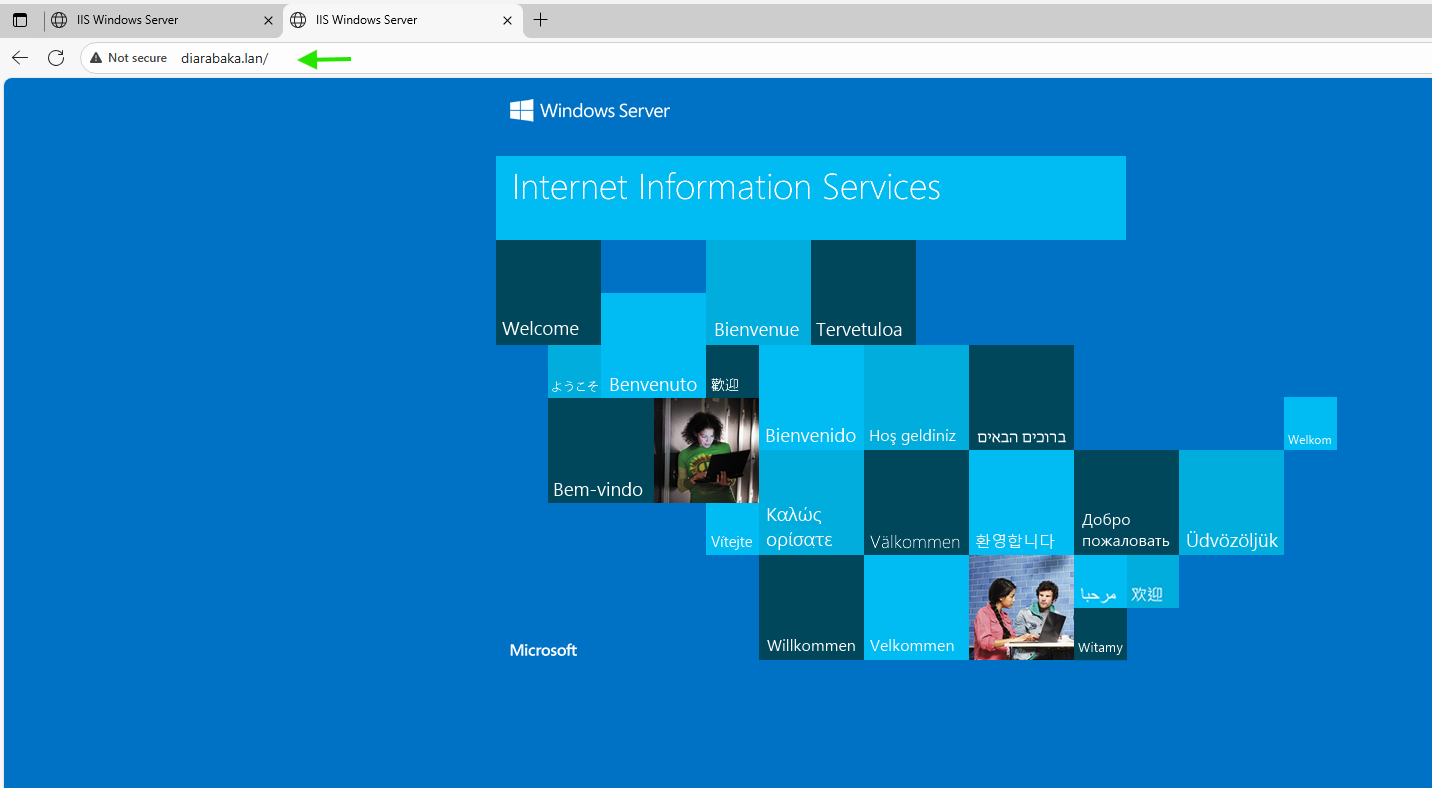 IIS Windows Server
IIS Windows Server
Not secure diarabaka.lan/
Windows Server
Internet Information Services
Welcome
Bienvenue
Tervetuloa
ようこそ
Benvenuto
歡迎
Bienvenido
Hoş geldiniz
ברוכים הבאים
Welkom
Bem-vindo
Vítejte
Καλώς
ορίσατε
Välkommen
환영합니다
Добро
пожаловать
Üdvözöljük
Microsoft
Willkommen
Velkommen
مرحبا
欢迎
Witamy